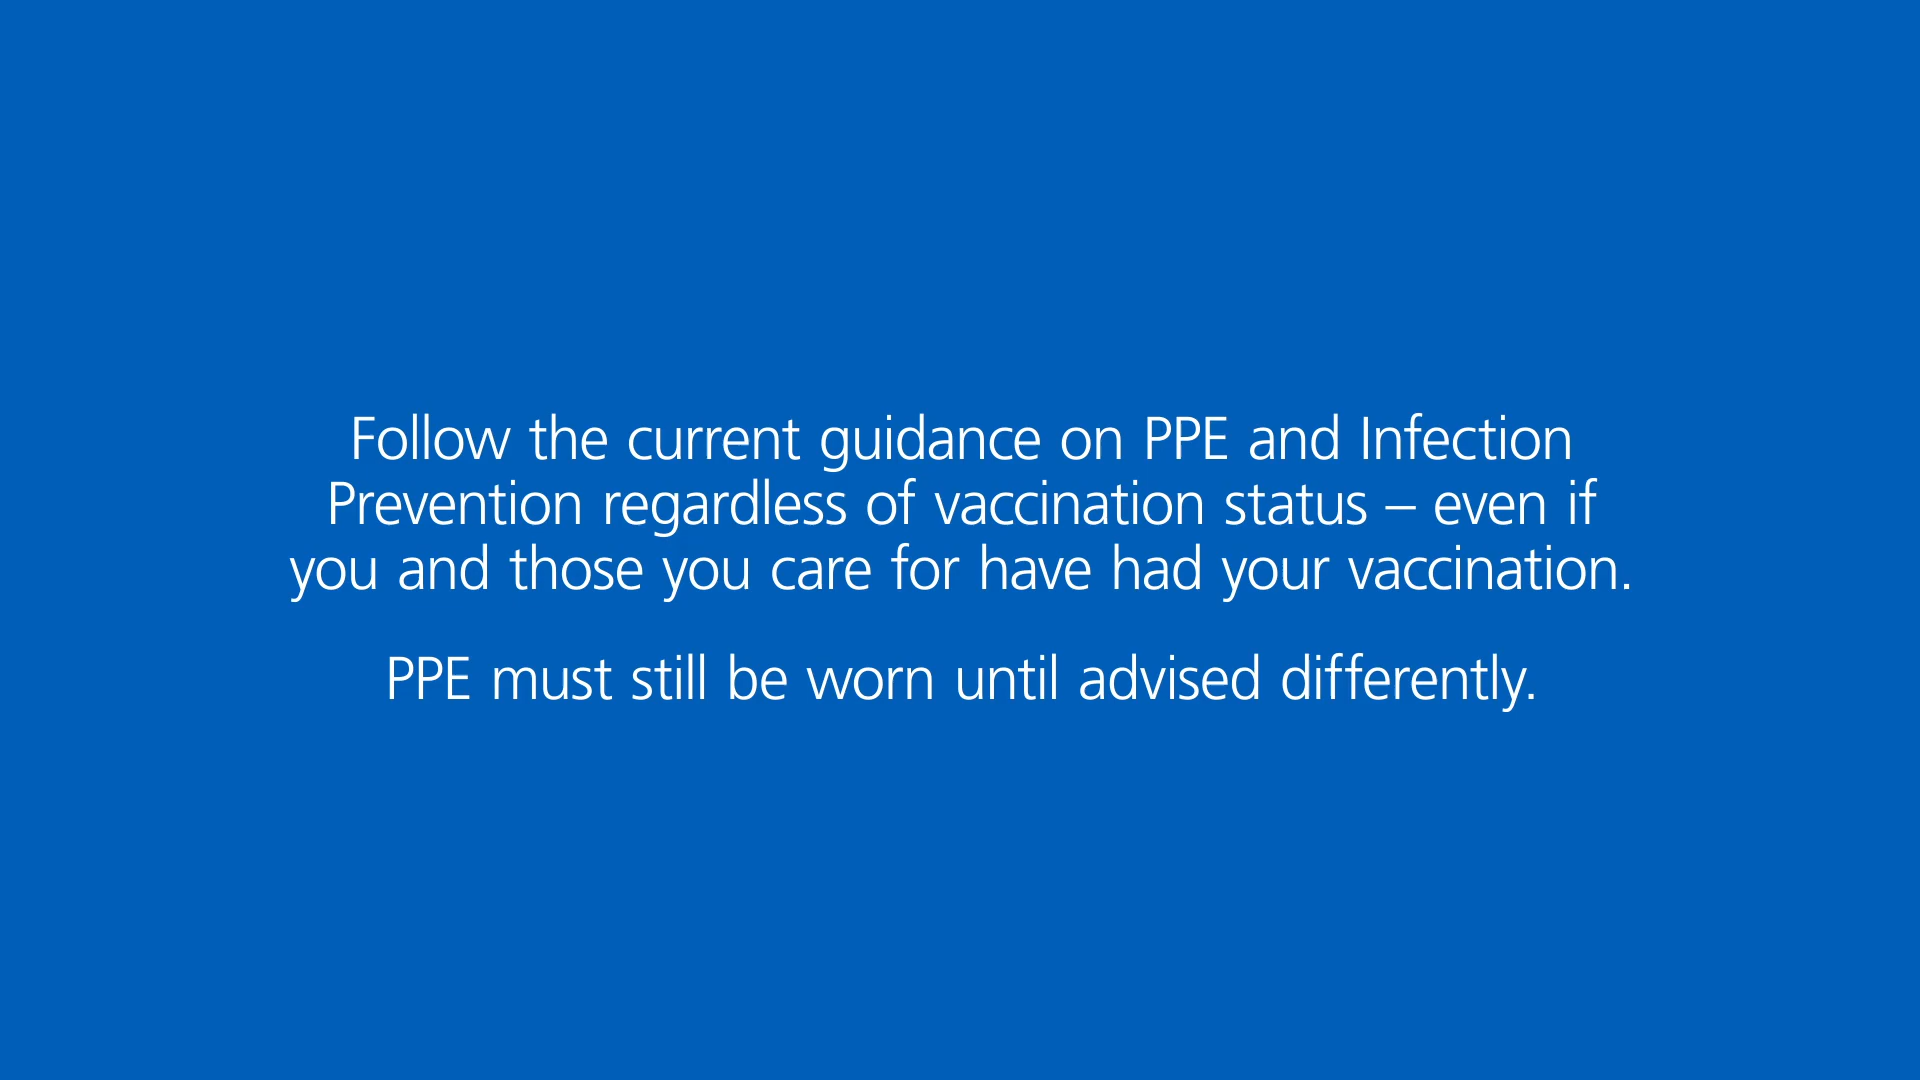 Follow the current guidance on PPE and Infection
Prevention regardless of vaccination status – even if
you and those you care for have had your vaccination.
PPE must still be worn until advised differently.